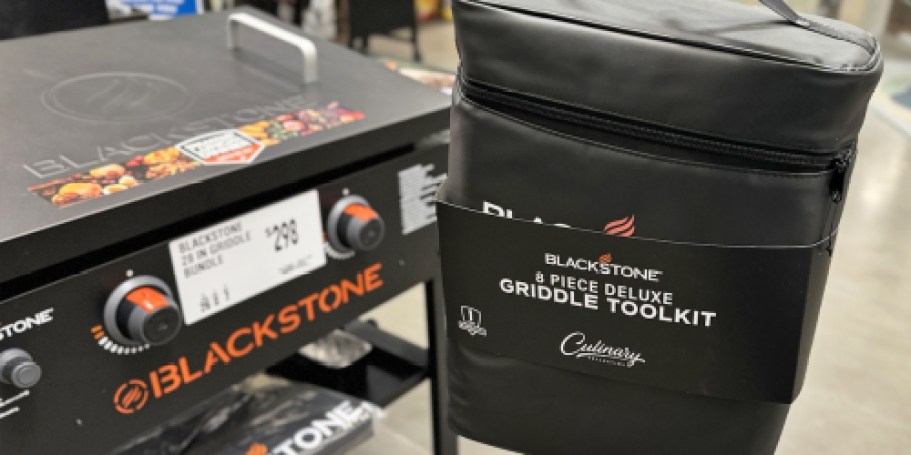 BLACKSTONE
BLACKSTONE
28 IN GRIDDLE
BUNDLE
$298
BLACKSTONE
STONE
BLACKSTONE
8 PIECE DELUXE
GRIDDLE TOOLKIT
Culinary